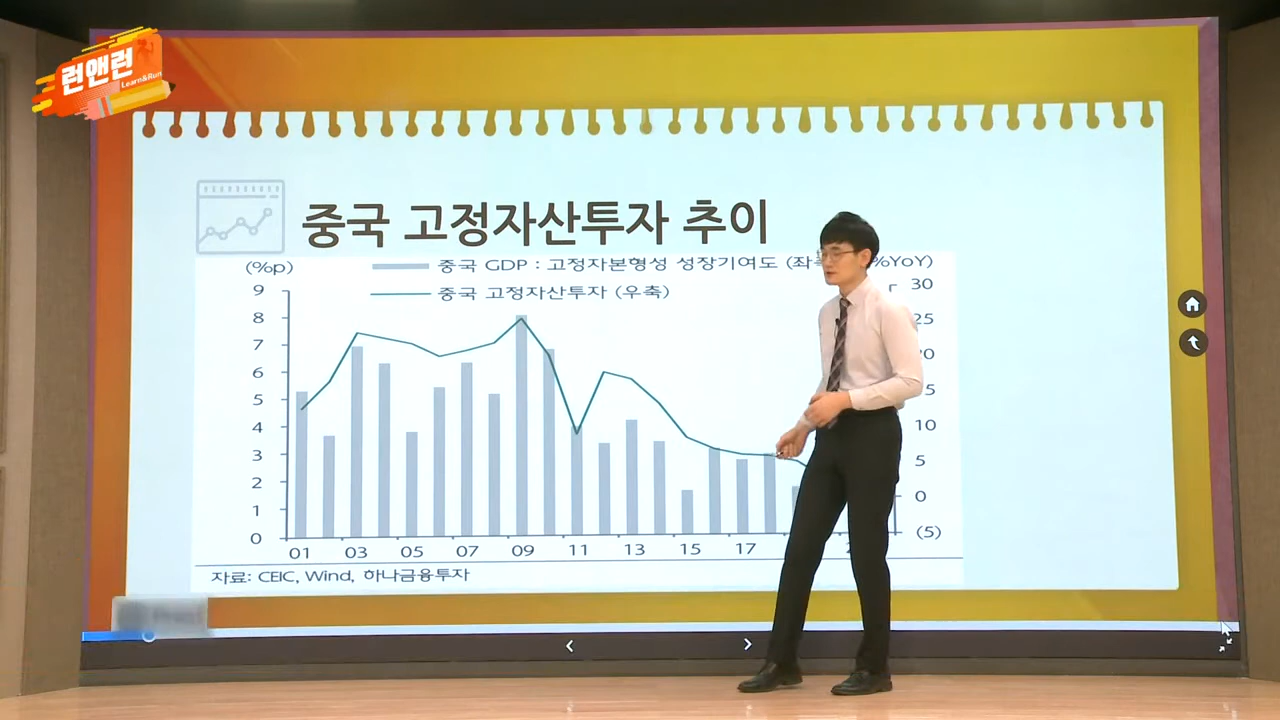 런앤런
Learn&Run
중국 고정자산투자 추이
(%p)
중국 GDP : 고정자본형성 성장기여도 (좌
%YoY)
중국 고정자산투자 (우축)
9
8
7
6
5
4
3
2
1
0
30
25
10
5
0
(5)
01 03 05 07 09 11 13 15 17
자료: CEIC, Wind, 하나금융투자